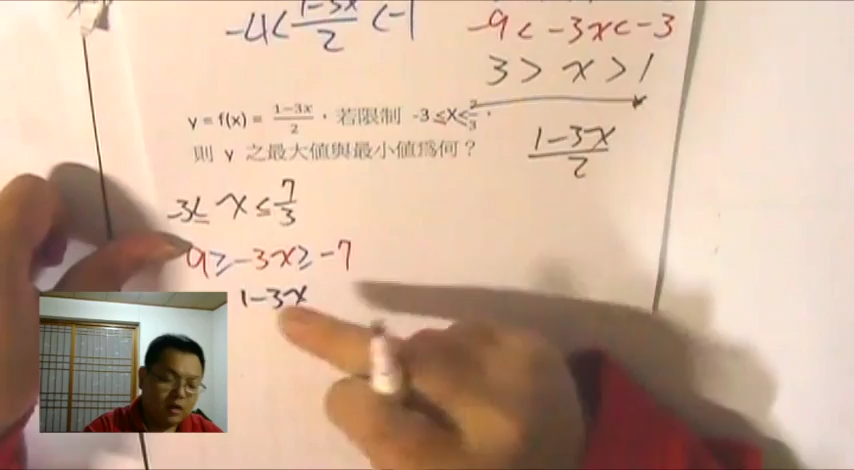 -4 < (1-3x)/2 < -1
-9 < -3x < -3
3 > x > 1
y = f(x) = (1-3x)/2,若限制 -3 ≤ x ≤ 7/3,
則 y 之最大值與最小值為何?
(1-3x)/2
-3 ≤ x ≤ 7/3
9 ≥ -3x ≥ -7
1-3x